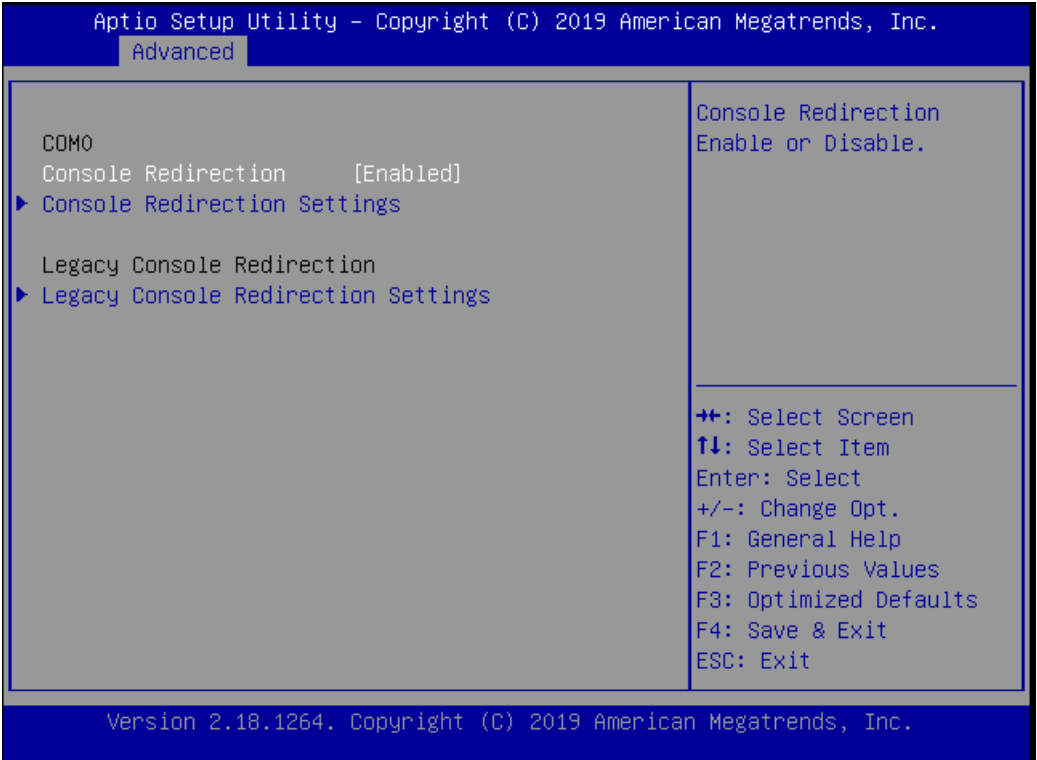 Aptio Setup Utility – Copyright (C) 2019 American Megatrends, Inc.
Advanced
COM0
Console Redirection [Enabled]
Console Redirection Settings
Legacy Console Redirection
Legacy Console Redirection Settings
Console Redirection
Enable or Disable.
→←: Select Screen
↑↓: Select Item
Enter: Select
+/-: Change Opt.
F1: General Help
F2: Previous Values
F3: Optimized Defaults
F4: Save & Exit
ESC: Exit
Version 2.18.1264. Copyright (C) 2019 American Megatrends, Inc.